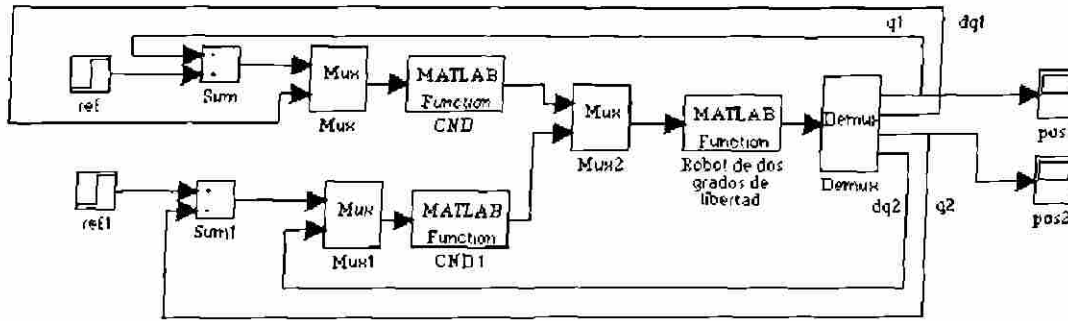 q1
dq1
ref
Sum
Mux
Mux
MATLAB
Function
CND
Mux
Mux2
MATLAB
Function
Robot de dos
grados de
libertad
Demux
Demux
pos
ref1
Sum1
Mux
Mux1
MATLAB
Function
CND1
dq2
q2
pos2